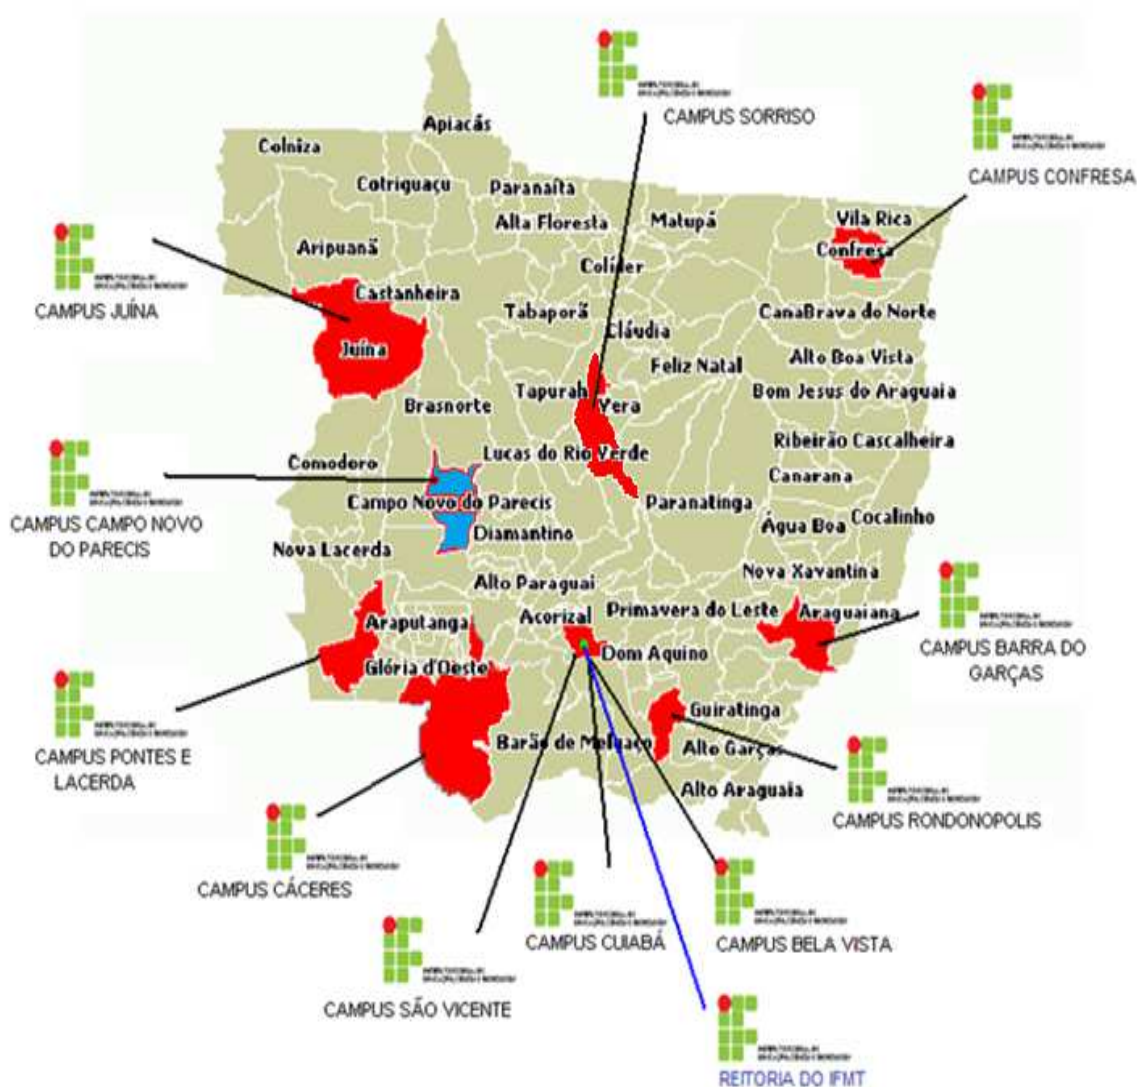 CAMPUS SORRISO
CAMPUS CONFRESA
Apiacás
Colniza
Cotriguaçu
Paranaíta
Alta Floresta
Matupá
Vila Rica
Confresa
Aripuanã
Colíder
CAMPUS JUÍNA
Castanheira
Tabaporã
CanaBrava do Norte
Cláudia
Juína
Feliz Natal
Alto Boa Vista
Tapurah
Vera
Bom Jesus do Araguaia
Brasnorte
Ribeirão Cascalheira
Lucas do Rio Verde
Comodoro
Canarana
CAMPUS CAMPO NOVO
DO PARECIS
Campo Novo do Parecis
Paranatinga
Cocalinho
Água Boa
Diamantino
Nova Lacerda
Nova Xavantina
Alto Paraguai
Acorizal
Primavera do Leste
Araguaiana
Araputanga
CAMPUS BARRA DO
GARÇAS
Dom Aquino
Glória d'Oeste
Guiratinga
CAMPUS PONTES E
LACERDA
Barão de Meluaço
Alto Garças
Alto Araguaia
CAMPUS RONDONOPOLIS
CAMPUS CÁCERES
CAMPUS CUIABÁ
CAMPUS BELA VISTA
CAMPUS SÃO VICENTE
REITORIA DO IFMT